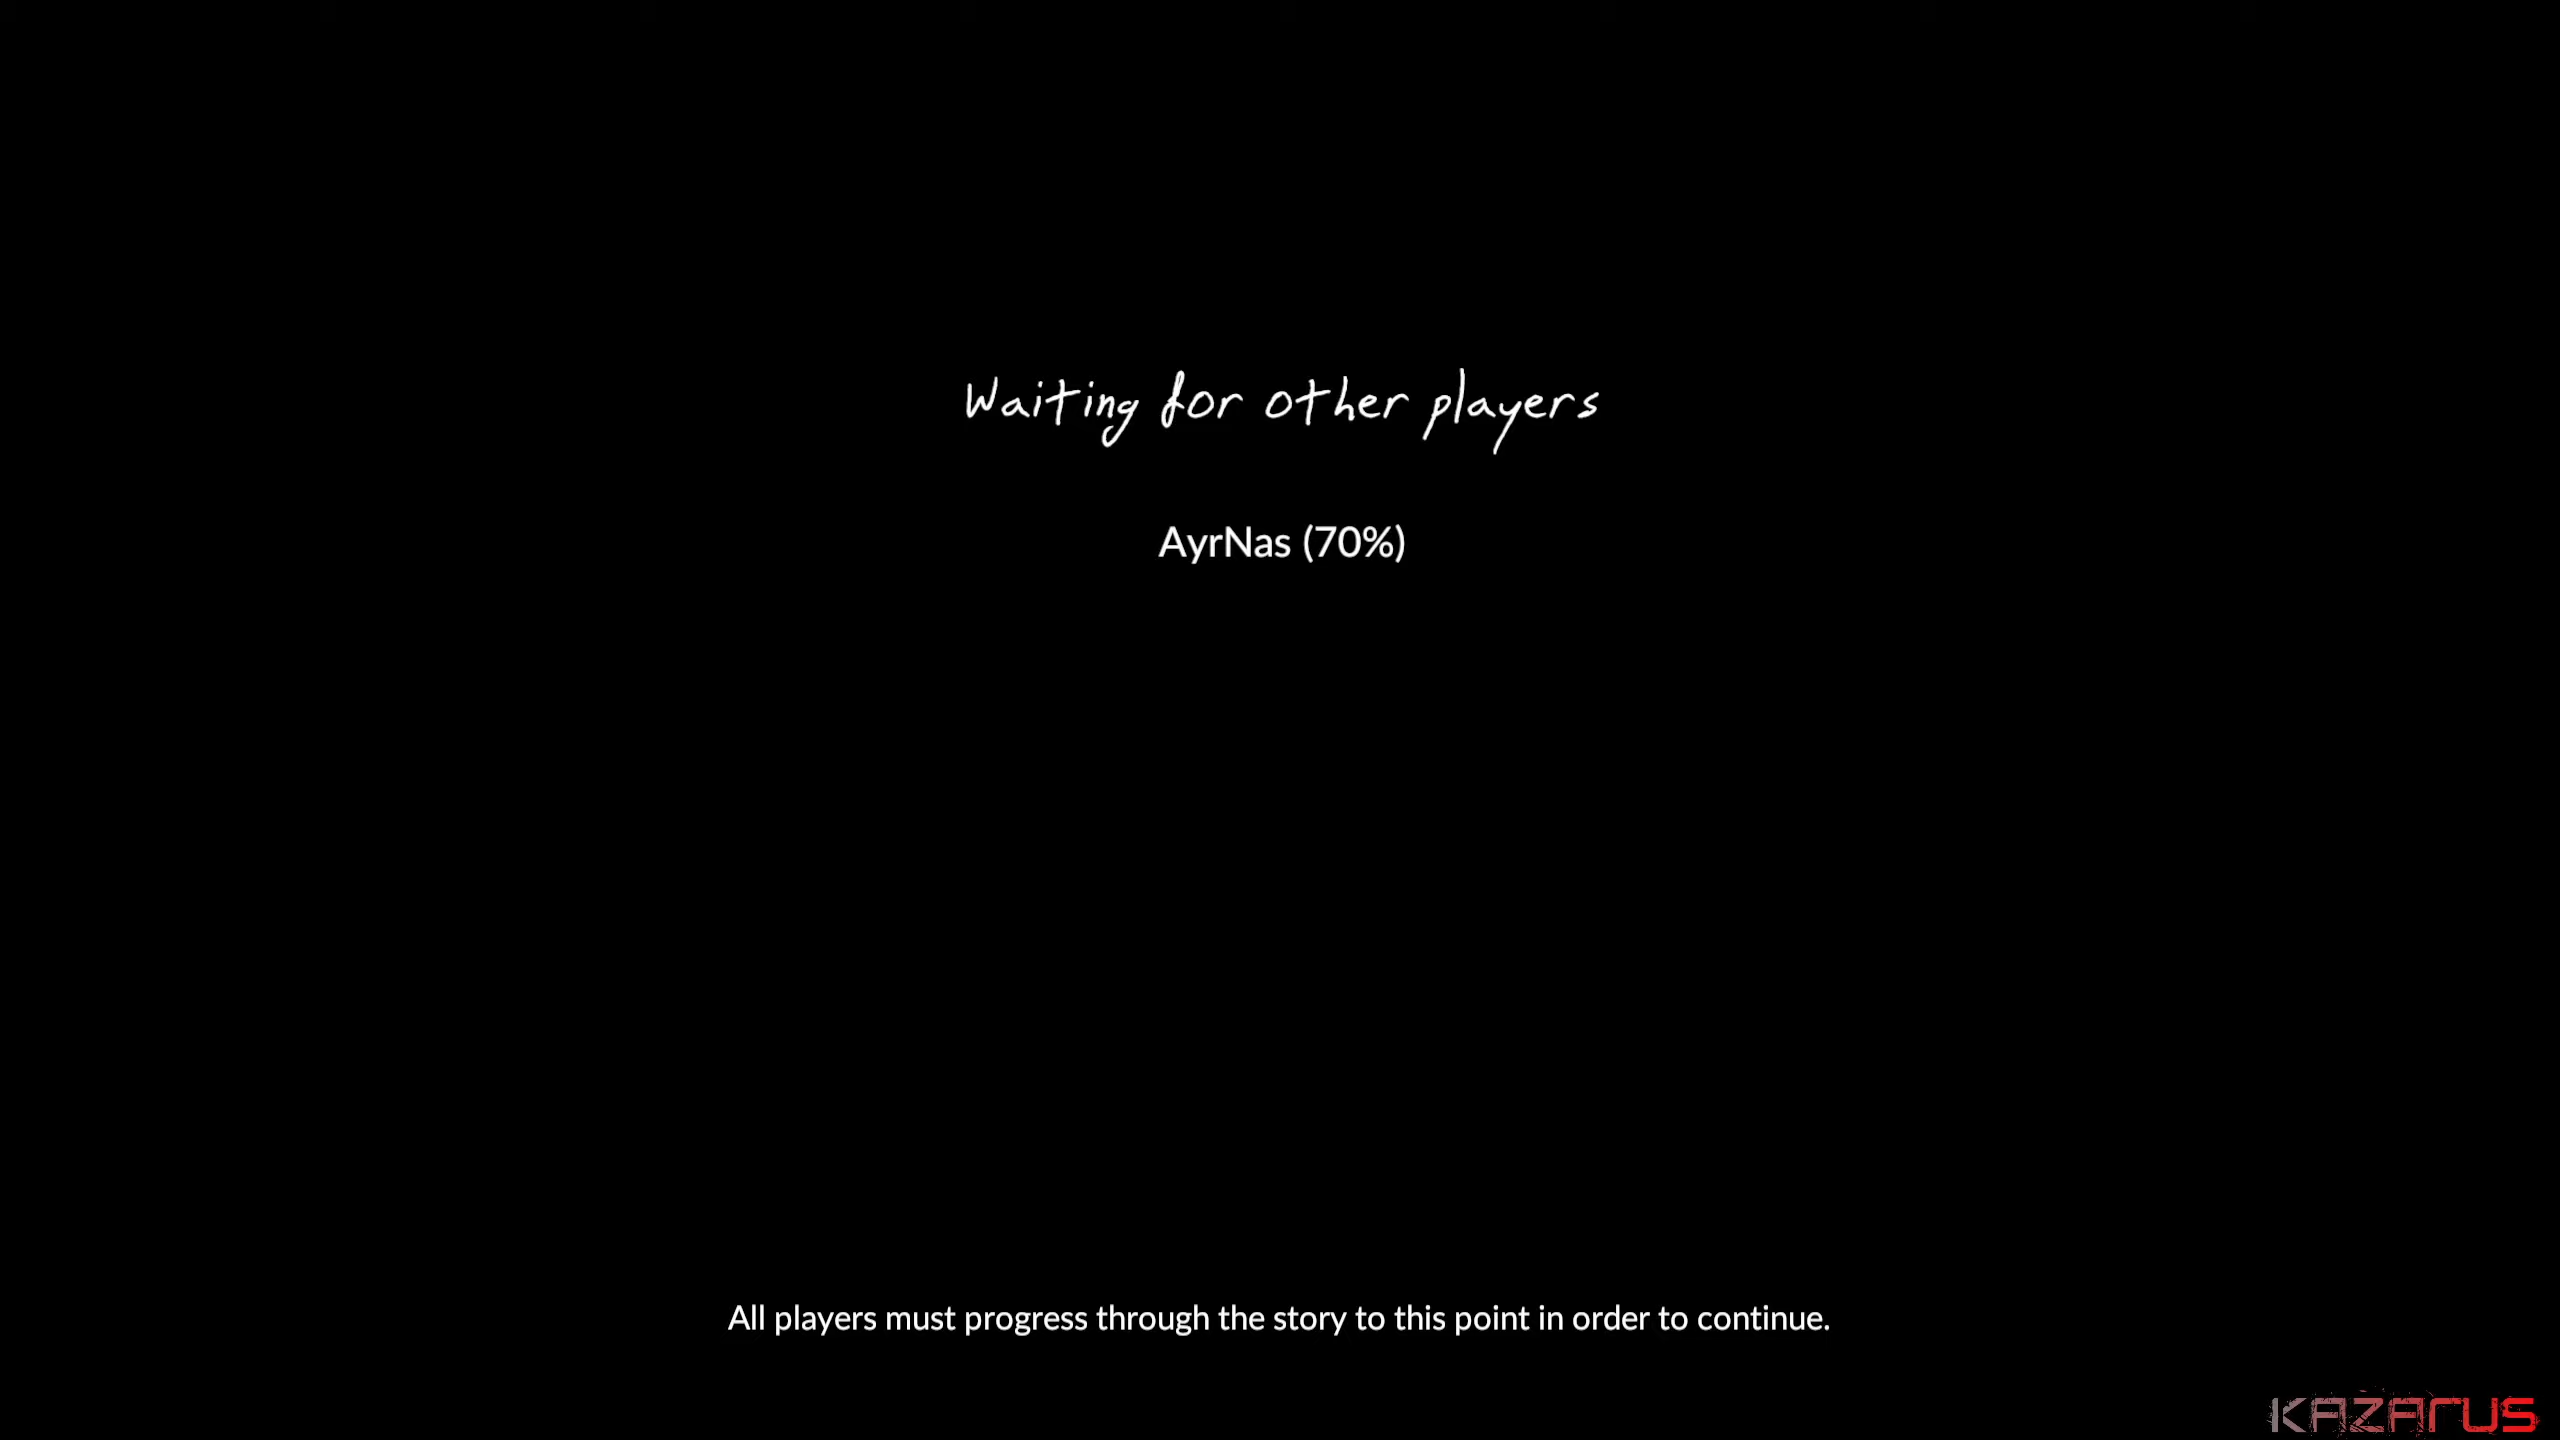 Waiting for other players
AyrNas (70%)
All players must progress through the story to this point in order to continue.
KAZARUS